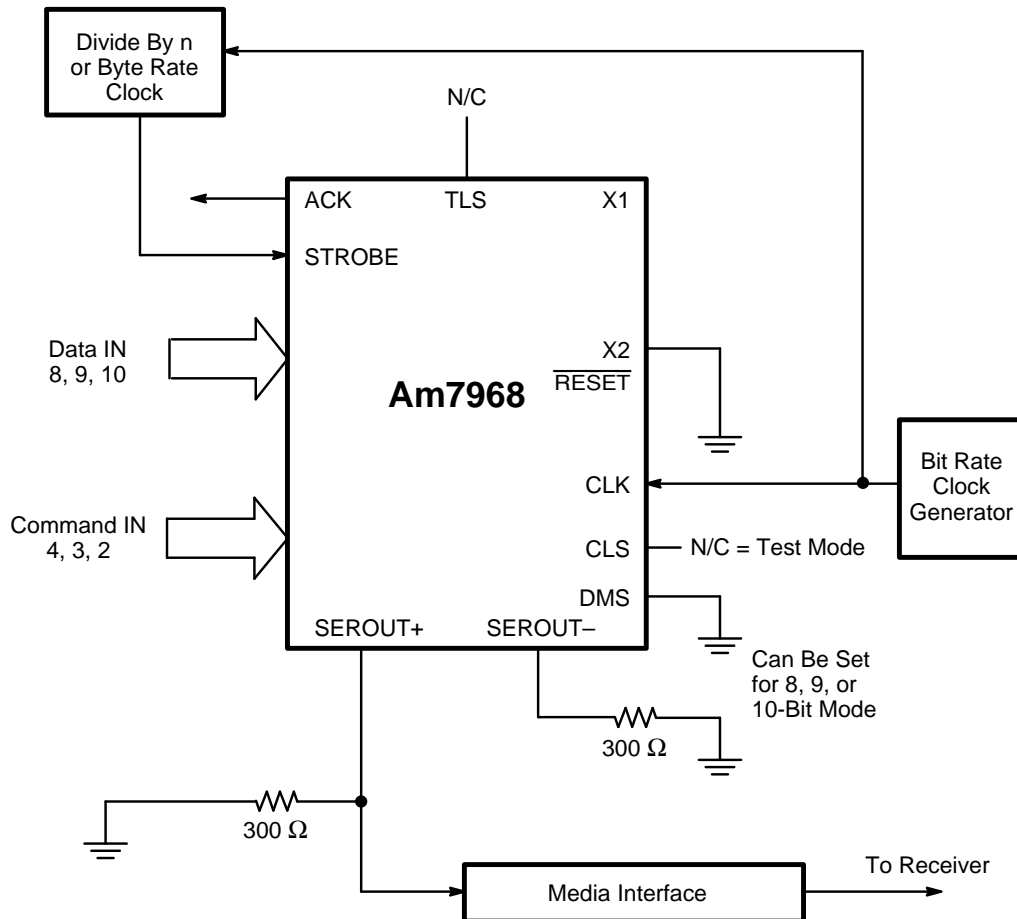 Divide By n
or Byte Rate
Clock
N/C
ACK
TLS
X1
STROBE
Data IN
8, 9, 10
X2
RESET
Am7968
Bit Rate
Clock
Generator
CLK
Command IN
4, 3, 2
CLS
N/C = Test Mode
DMS
SEROUT+
SEROUT–
Can Be Set
for 8, 9, or
10-Bit Mode
300 Ω
300 Ω
To Receiver
Media Interface